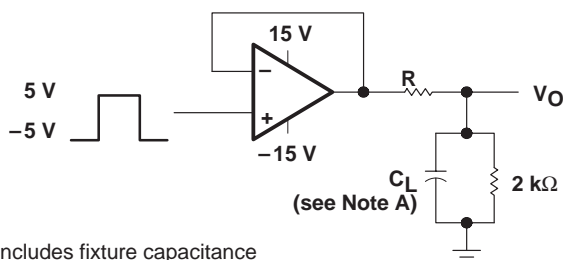 15 V
−
R
5 V
VO
−5 V
+
−15 V
CL
2 kΩ
(see Note A)
ncludes fixture capacitance